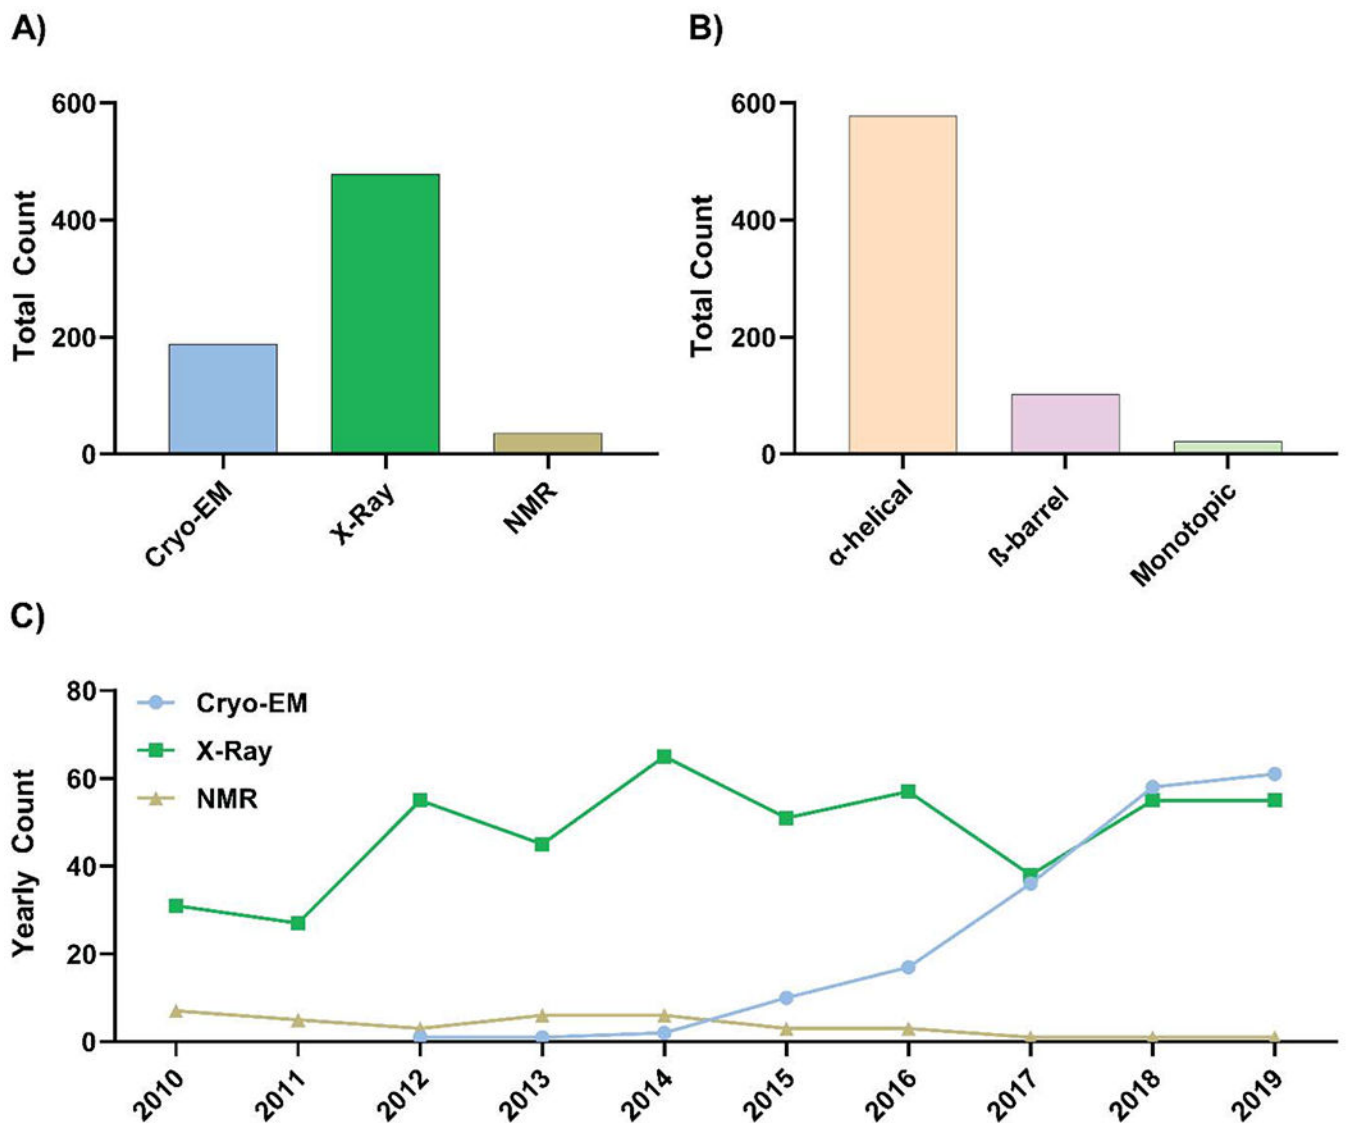 A)
600
400
200
0
Total Count
Cryo-EM
X-Ray
NMR
B)
600
400
200
0
Total Count
α-helical
ß-barrel
Monotopic
C)
80
60
40
20
0
Yearly Count
Cryo-EM
X-Ray
NMR
2010
2011
2012
2013
2014
2015
2016
2017
2018
2019